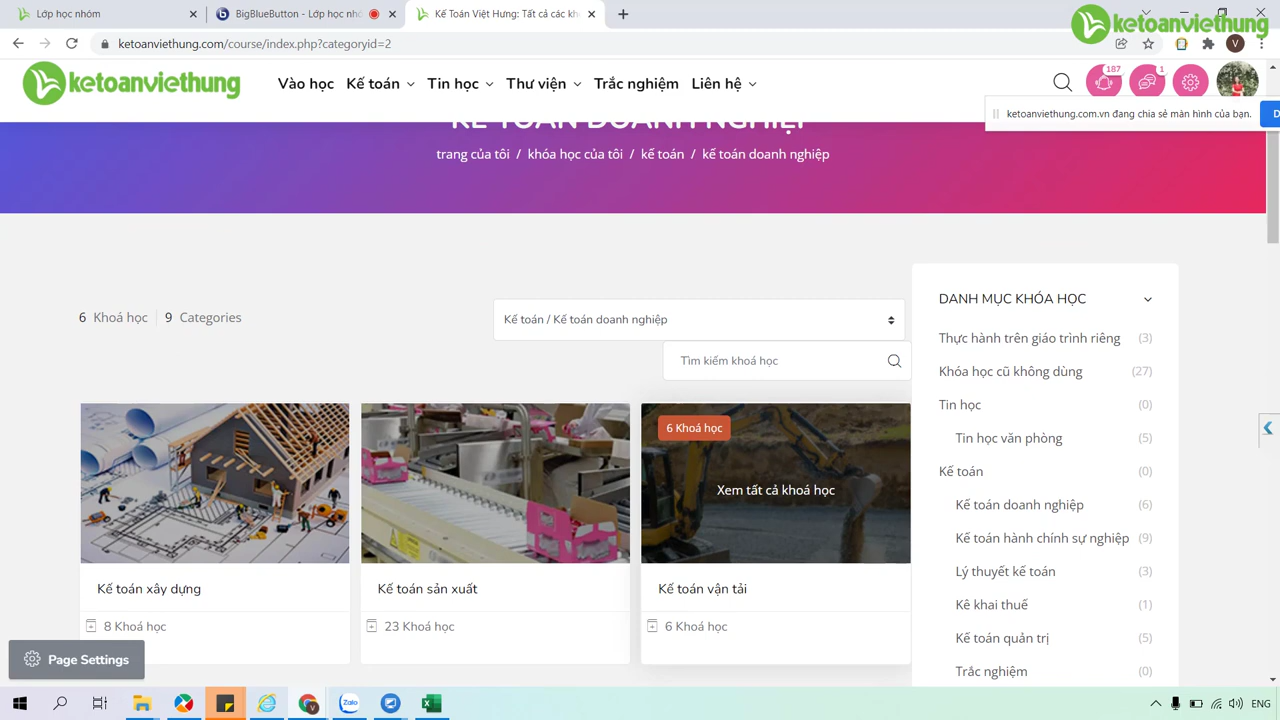 Lớp học nhóm
BigBlueButton - Lớp học nhó
Kế Toán Việt Hưng: Tất cả các kh
ketoanviethung
ketoanviethung.com/course/index.php?categoryid=2
V
ketoanviethung
Vào học
Kế toán
Tin học
Thư viện
Trắc nghiệm
Liên hệ
187
1
ketoanviethung.com.vn đang chia sẻ màn hình của bạn.
D
KẾ TOÁN DOANH NGHIỆP
trang của tôi / khóa học của tôi / kế toán / kế toán doanh nghiệp
6 Khoá học
9 Categories
Kế toán / Kế toán doanh nghiệp
Tìm kiếm khoá học
6 Khoá học
Xem tất cả khoá học
Kế toán xây dựng
Kế toán sản xuất
Kế toán vận tải
8 Khoá học
23 Khoá học
6 Khoá học
DANH MỤC KHÓA HỌC
Thực hành trên giáo trình riêng (3)
Khóa học cũ không dùng (27)
Tin học (0)
Tin học văn phòng (5)
Kế toán (0)
Kế toán doanh nghiệp (6)
Kế toán hành chính sự nghiệp (9)
Lý thuyết kế toán (3)
Kê khai thuế (1)
Kế toán quản trị (5)
Trắc nghiệm (0)
Page Settings
Zalo
ENG